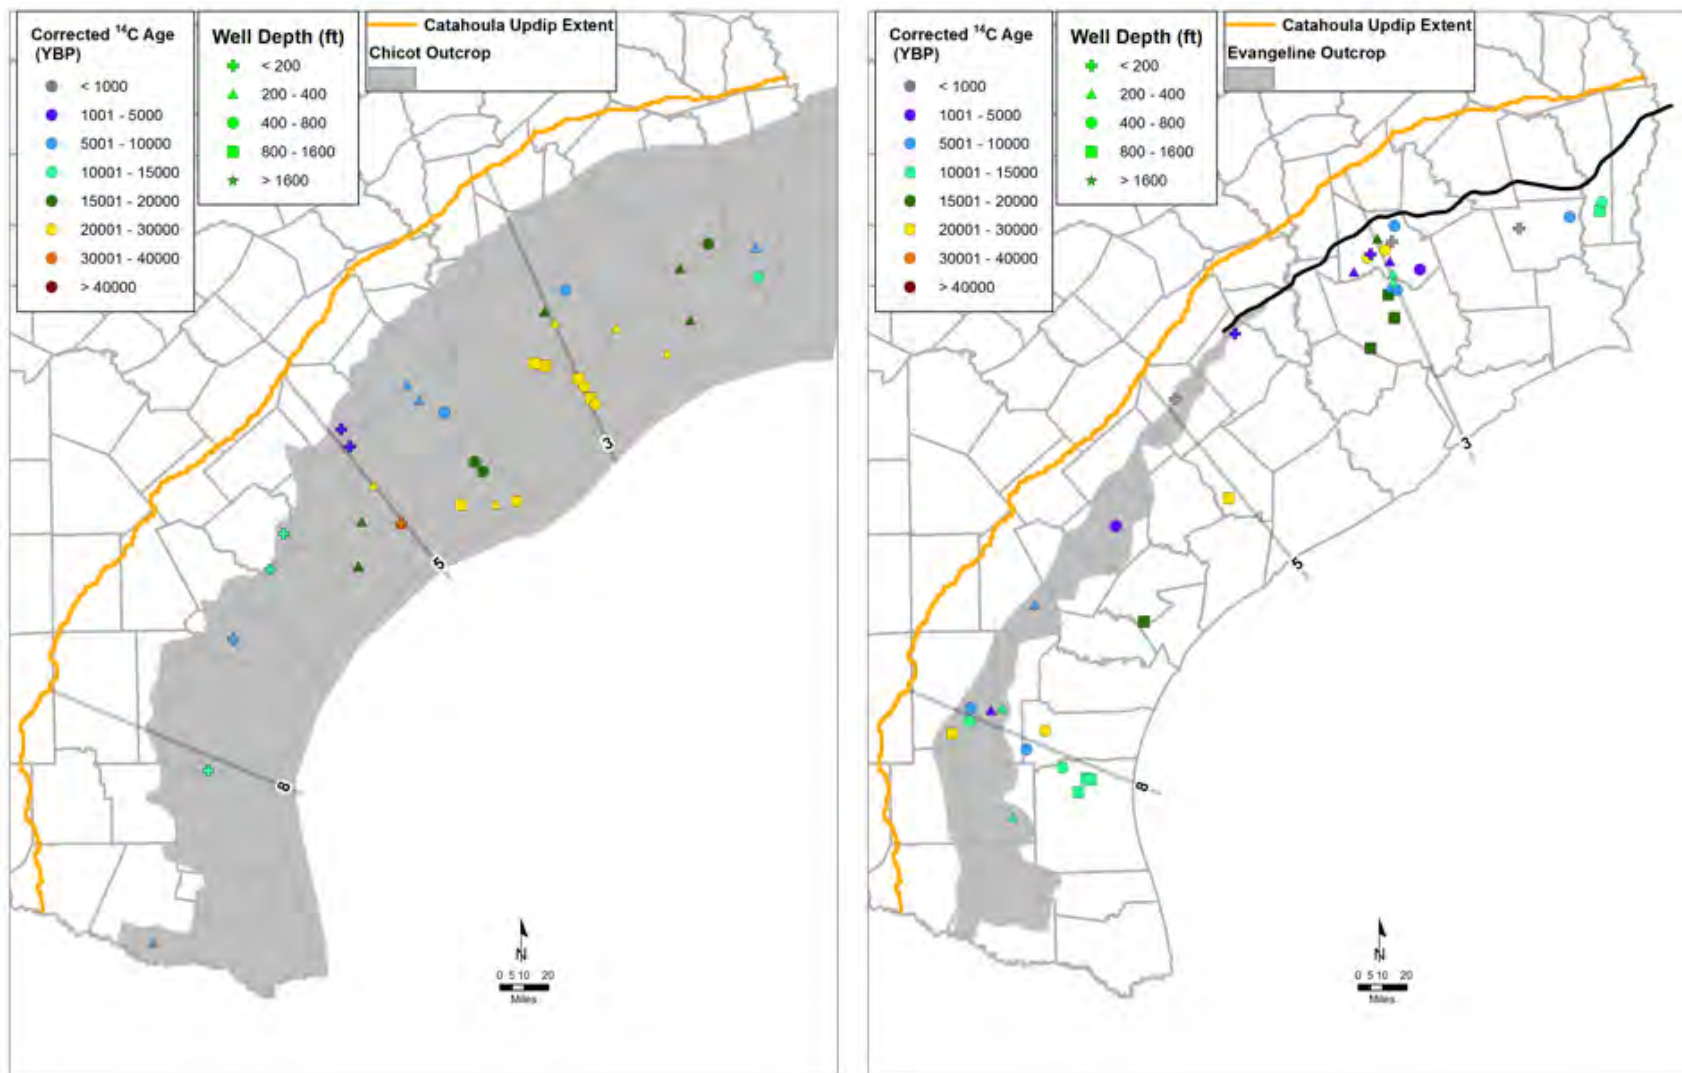 Corrected ¹⁴C Age
(YBP)
< 1000
1001 - 5000
5001 - 10000
10001 - 15000
15001 - 20000
20001 - 30000
30001 - 40000
> 40000
Well Depth (ft)
< 200
200 - 400
400 - 800
800 - 1600
> 1600
Catahoula Updip Extent
Chicot Outcrop
3
5
8
N
0 5 10 20
Miles
Corrected ¹⁴C Age
(YBP)
< 1000
1001 - 5000
5001 - 10000
10001 - 15000
15001 - 20000
20001 - 30000
30001 - 40000
> 40000
Well Depth (ft)
< 200
200 - 400
400 - 800
800 - 1600
> 1600
Catahoula Updip Extent
Evangeline Outcrop
3
5
8
N
0 5 10 20
Miles